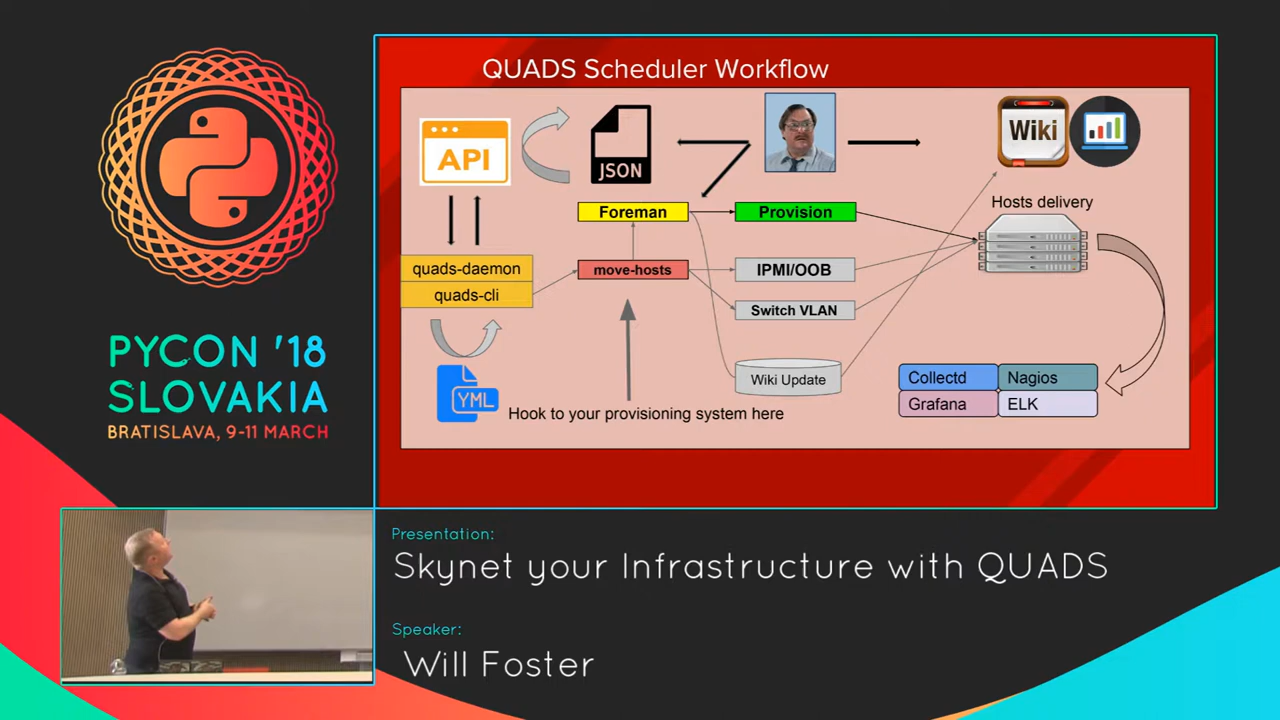 QUADS Scheduler Workflow
API
JSON
Wiki
Foreman
Provision
Hosts delivery
quads-daemon
quads-cli
move-hosts
IPMI/OOB
Switch VLAN
Wiki Update
YML
Hook to your provisioning system here
Collectd
Nagios
Grafana
ELK
PYCON '18
SLOVAKIA
BRATISLAVA, 9-11 MARCH
Presentation:
Skynet your Infrastructure with QUADS
Speaker:
Will Foster